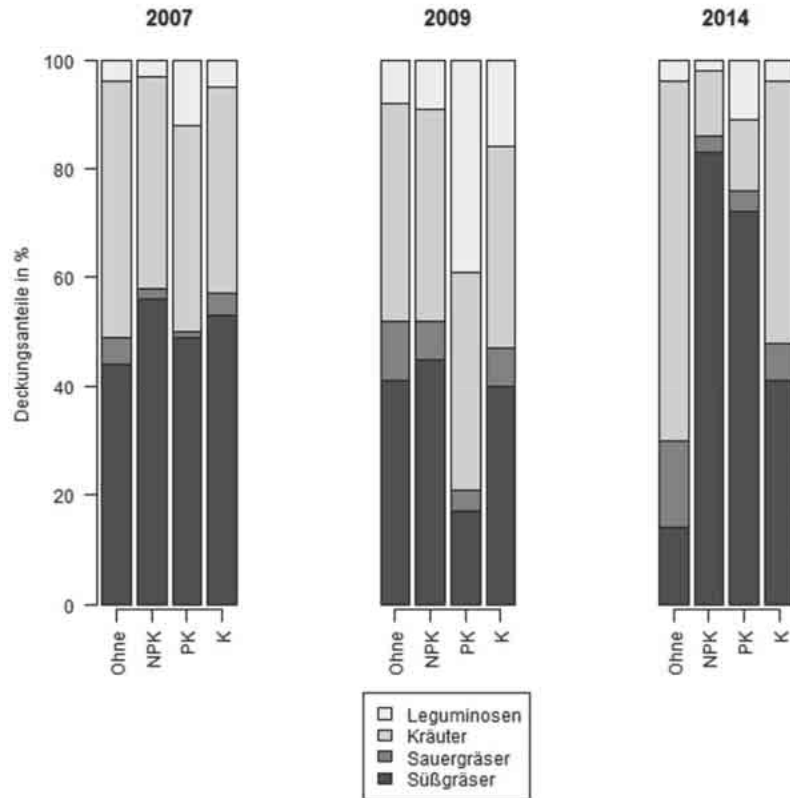 2007 2009 2014
Deckungsanteile in %
100
80
60
40
20
0
Ohne NPK PK K Ohne NPK PK K Ohne NPK PK K
Leguminosen
Kräuter
Sauergräser
Süßgräser